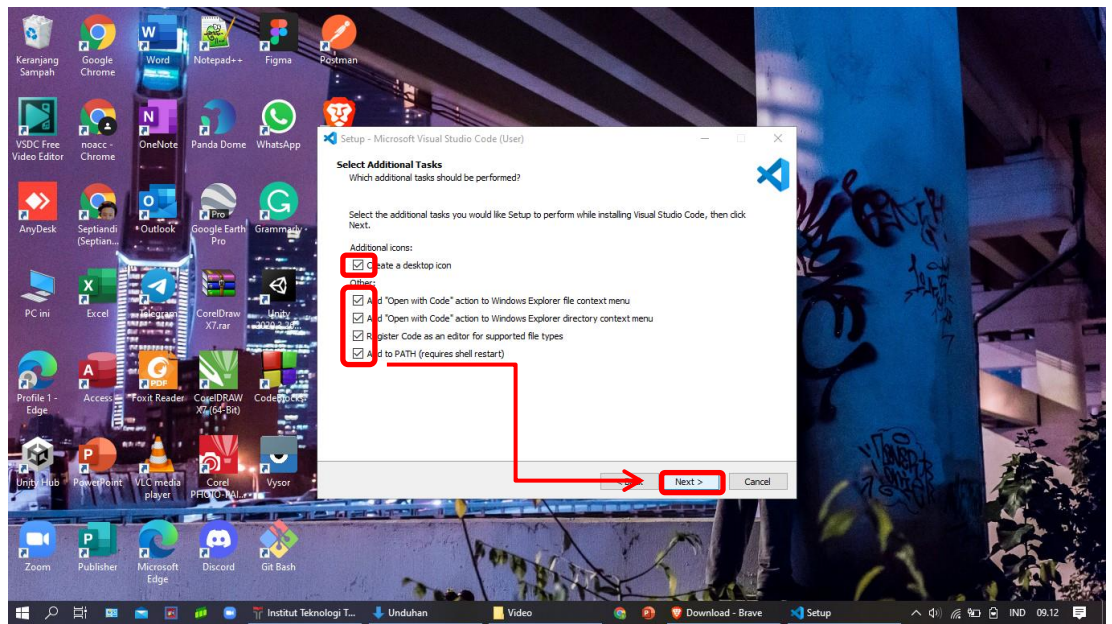 Keranjang
Sampah
Google
Chrome
Word
Notepad++
Figma
Postman
VSDC Free
Video Editor
noacc -
Chrome
OneNote
Panda Dome
WhatsApp
AnyDesk
Septiandi
(Septian...
Outlook
Google Earth
Pro
Grammarly
PC ini
Excel
Telegram
CorelDraw
X7.rar
Unity
Profile 1 -
Edge
Access
Foxit Reader
CorelDRAW
X7 (64-Bit)
CodeBlocks
Unity Hub
PowerPoint
VLC media
player
Corel
PHOTO-PAI...
Vysor
Zoom
Publisher
Microsoft
Edge
Discord
Git Bash
Setup - Microsoft Visual Studio Code (User)
Select Additional Tasks
Which additional tasks should be performed?
Select the additional tasks you would like Setup to perform while installing Visual Studio Code, then click
Next.
Additional icons:
Create a desktop icon
Other:
Add "Open with Code" action to Windows Explorer file context menu
Add "Open with Code" action to Windows Explorer directory context menu
Register Code as an editor for supported file types
Add to PATH (requires shell restart)
Next >
Cancel
Institut Teknologi T...
Unduhan
Video
Download - Brave
Setup
IND
09.12